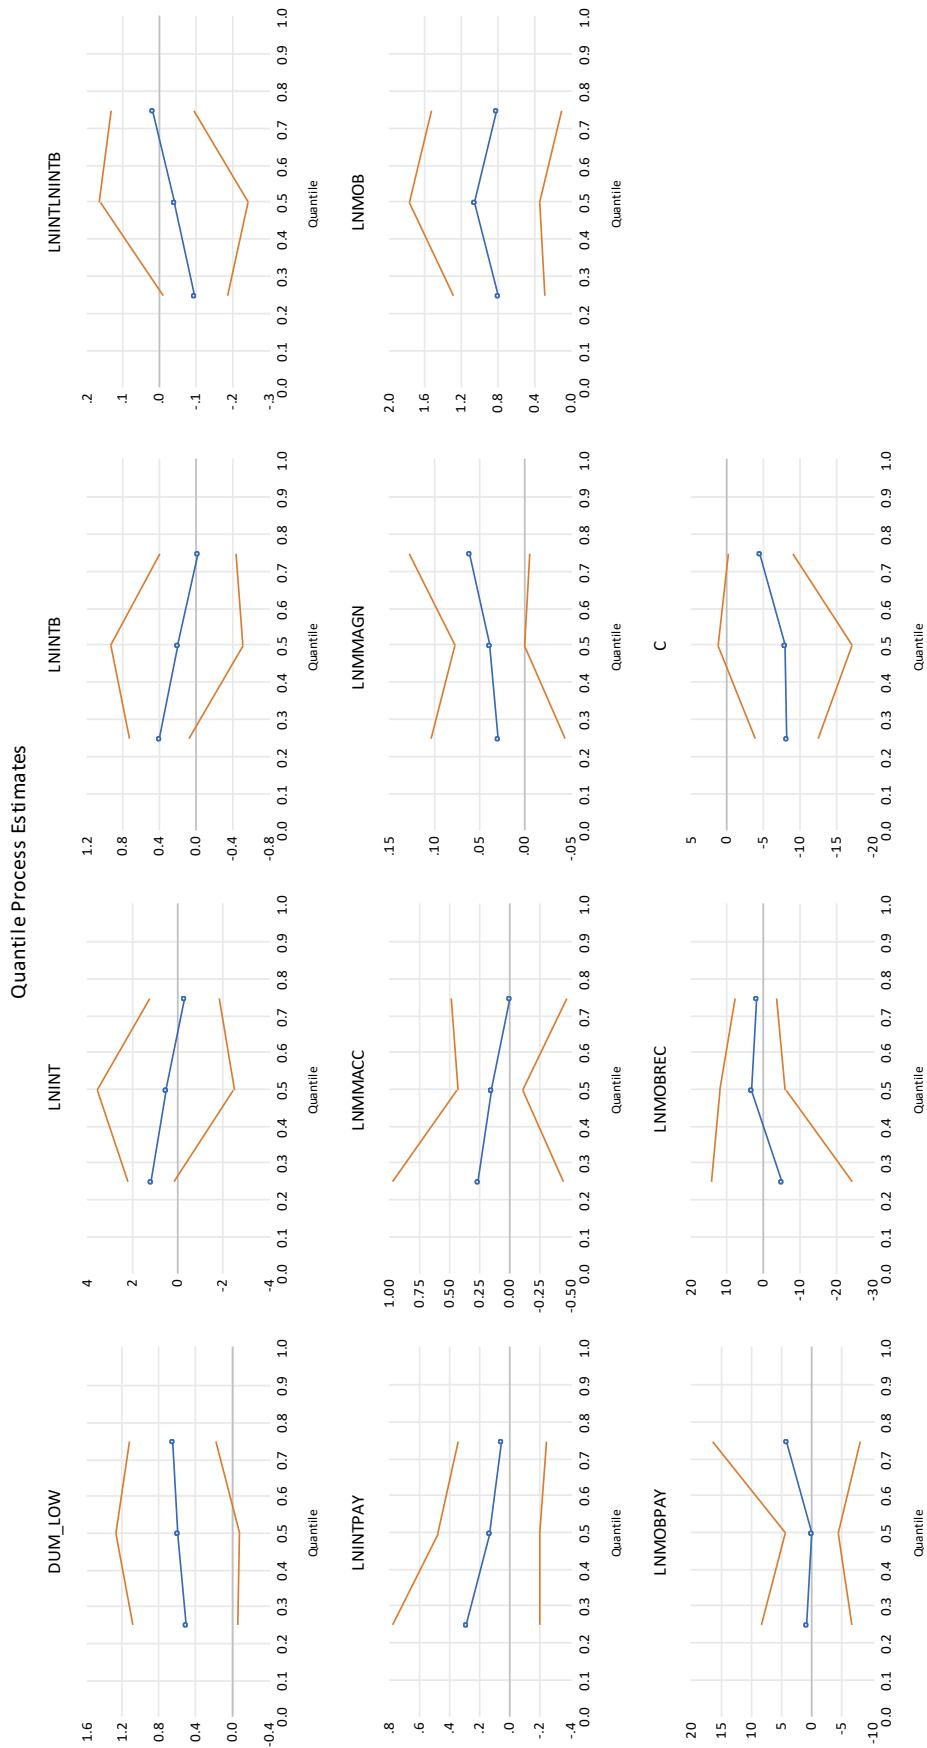 Quantile Process Estimates
DUM_LOW
1.6
1.2
0.8
0.4
0.0
-0.4
0.0 0.1 0.2 0.3 0.4 0.5 0.6 0.7 0.8 0.9 1.0
Quantile
LNINT
4
2
0
-2
-4
0.0 0.1 0.2 0.3 0.4 0.5 0.6 0.7 0.8 0.9 1.0
Quantile
LNINTB
1.2
0.8
0.4
0.0
-0.4
-0.8
0.0 0.1 0.2 0.3 0.4 0.5 0.6 0.7 0.8 0.9 1.0
Quantile
LNINTLNINTB
.2
.1
.0
-.1
-.2
-.3
0.0 0.1 0.2 0.3 0.4 0.5 0.6 0.7 0.8 0.9 1.0
Quantile
LNINTPAY
.8
.6
.4
.2
.0
-.2
-.4
0.0 0.1 0.2 0.3 0.4 0.5 0.6 0.7 0.8 0.9 1.0
Quantile
LNMMACC
1.00
0.75
0.50
0.25
0.00
-0.25
-0.50
0.0 0.1 0.2 0.3 0.4 0.5 0.6 0.7 0.8 0.9 1.0
Quantile
LNMMAGN
.15
.10
.05
.00
-.05
0.0 0.1 0.2 0.3 0.4 0.5 0.6 0.7 0.8 0.9 1.0
Quantile
LNMOB
2.0
1.6
1.2
0.8
0.4
0.0
0.0 0.1 0.2 0.3 0.4 0.5 0.6 0.7 0.8 0.9 1.0
Quantile
LNMOBPAY
20
15
10
5
0
-5
-10
0.0 0.1 0.2 0.3 0.4 0.5 0.6 0.7 0.8 0.9 1.0
Quantile
LNMOBREC
20
10
0
-10
-20
-30
0.0 0.1 0.2 0.3 0.4 0.5 0.6 0.7 0.8 0.9 1.0
Quantile
C
5
0
-5
-10
-15
-20
0.0 0.1 0.2 0.3 0.4 0.5 0.6 0.7 0.8 0.9 1.0
Quantile